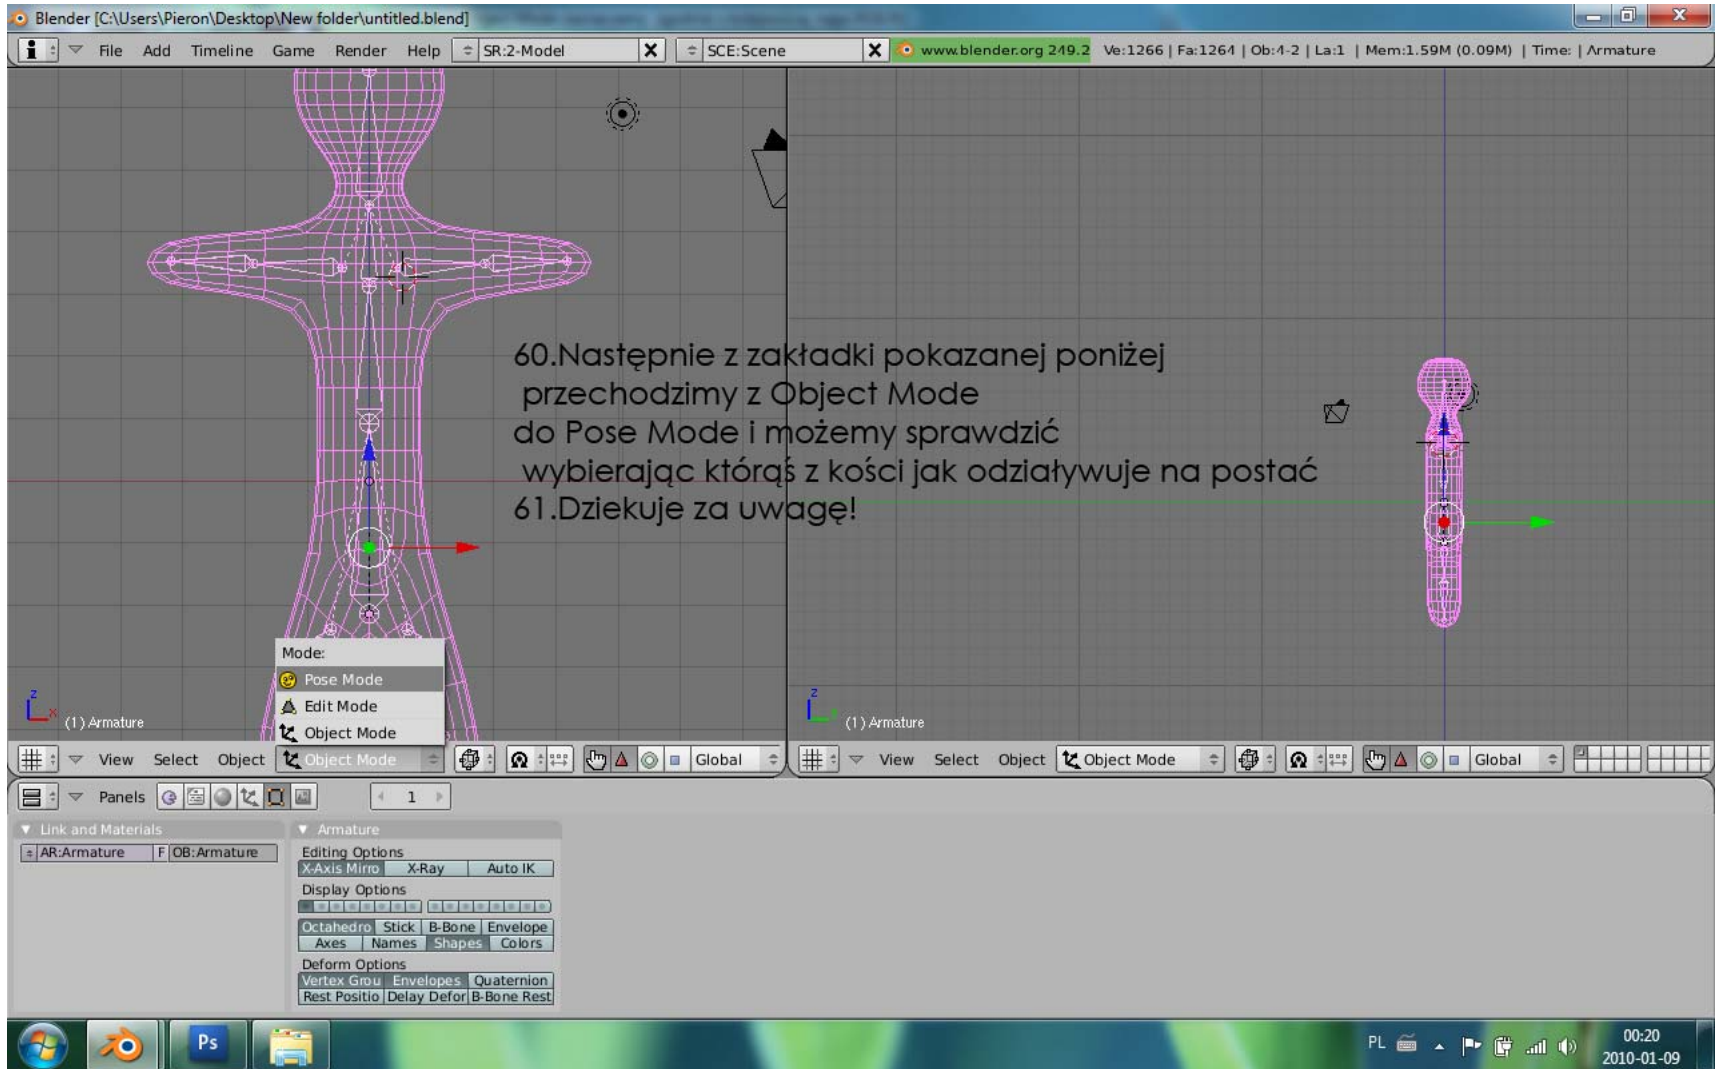 Blender [C:\Users\Pieron\Desktop\New folder\untitled.blend]
File Add Timeline Game Render Help SR:2-Model X SCE:Scene X www.blender.org 249.2 Ve:1266 | Fa:1264 | Ob:4-2 | La:1 | Mem:1.59M (0.09M) | Time: | Armature
60.Następnie z zakładki pokazanej poniżej
przechodzimy z Object Mode
do Pose Mode i możemy sprawdzić
wybierając którąś z kości jak odziaływuje na postać
61.Dziekuje za uwagę!
Mode:
Pose Mode
Edit Mode
Object Mode
z x (1) Armature
z (1) Armature
View Select Object Object Mode Global
View Select Object Object Mode Global
Panels 1
Link and Materials
AR:Armature F OB:Armature
Armature
Editing Options
X-Axis Mirro X-Ray Auto IK
Display Options
Octahedro Stick B-Bone Envelope
Axes Names Shapes Colors
Deform Options
Vertex Grou Envelopes Quaternion
Rest Positio Delay Defor B-Bone Rest
Ps
PL
00:20
2010-01-09